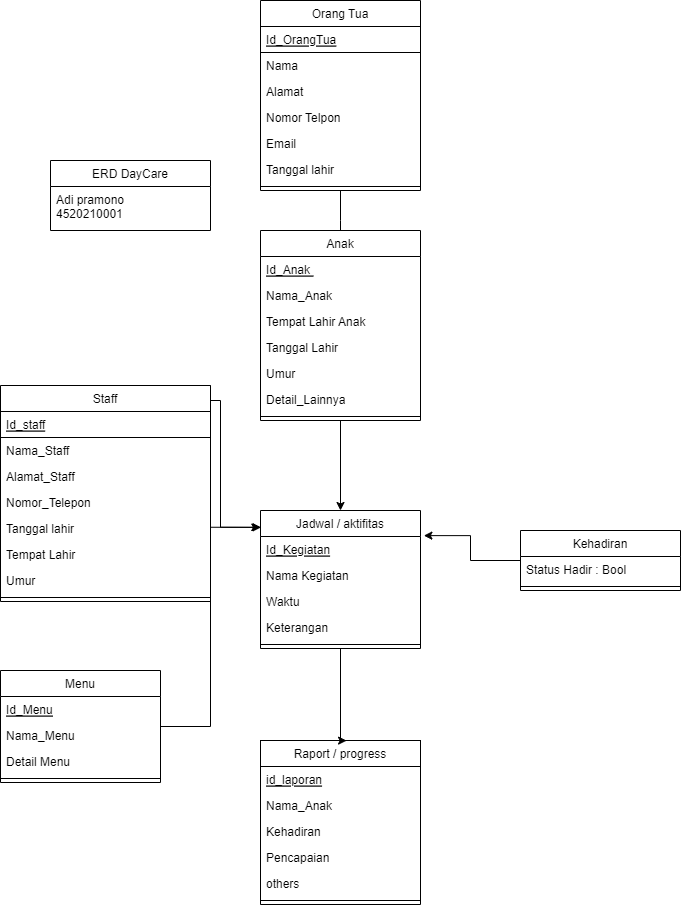 Orang Tua
Id_OrangTua
Nama
Alamat
Nomor Telpon
Email
Tanggal lahir
ERD DayCare
Adi pramono
4520210001
Anak
Id_Anak
Nama_Anak
Tempat Lahir Anak
Tanggal Lahir
Umur
Detail_Lainnya
Staff
Id_staff
Nama_Staff
Alamat_Staff
Nomor_Telepon
Tanggal lahir
Tempat Lahir
Umur
Jadwal / aktifitas
Id_Kegiatan
Nama Kegiatan
Waktu
Keterangan
Kehadiran
Status Hadir : Bool
Menu
Id_Menu
Nama_Menu
Detail Menu
Raport / progress
id_laporan
Nama_Anak
Kehadiran
Pencapaian
others